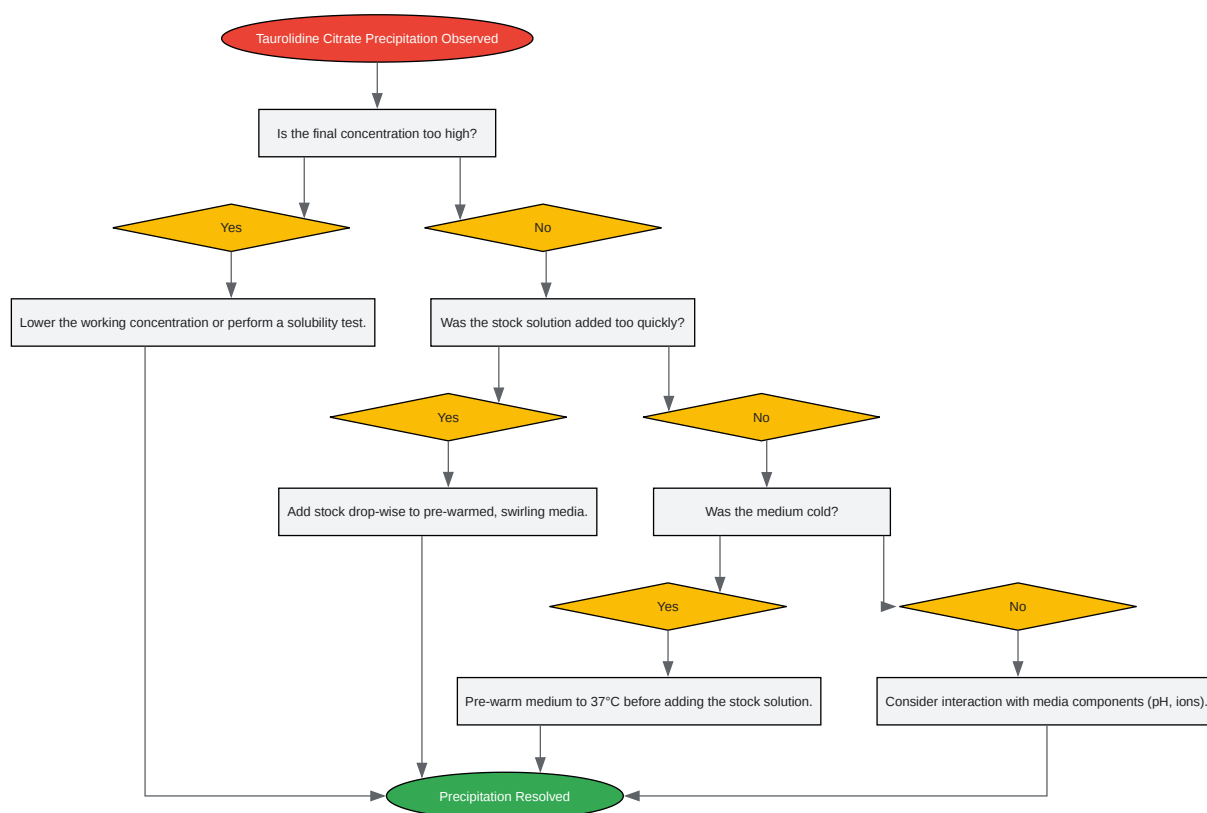 Taurolidine Citrate Precipitation Observed
Is the final concentration too high?
Yes
No
Lower the working concentration or perform a solubility test.
Was the stock solution added too quickly?
Yes
No
Add stock drop-wise to pre-warmed, swirling media.
Was the medium cold?
Yes
No
Pre-warm medium to 37°C before adding the stock solution.
Consider interaction with media components (pH, ions).
Precipitation Resolved